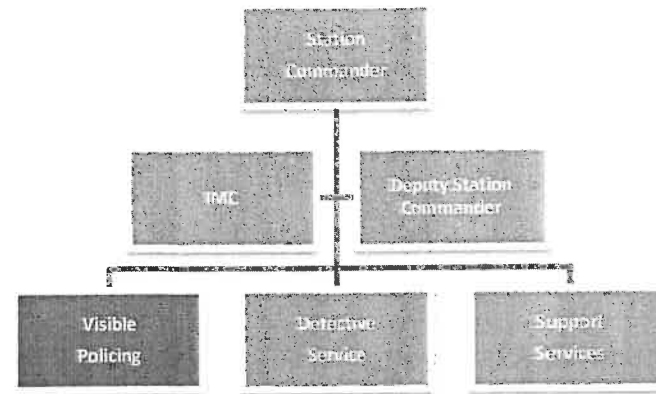 Station
Commander
IMC
Deputy Station
Commander
Visible
Policing
Detective
Service
Support
Services